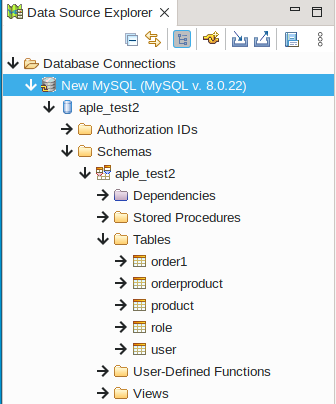 Data Source Explorer
Database Connections
New MySQL (MySQL v. 8.0.22)
aple_test2
Authorization IDs
Schemas
aple_test2
Dependencies
Stored Procedures
Tables
order1
orderproduct
product
role
user
User-Defined Functions
Views